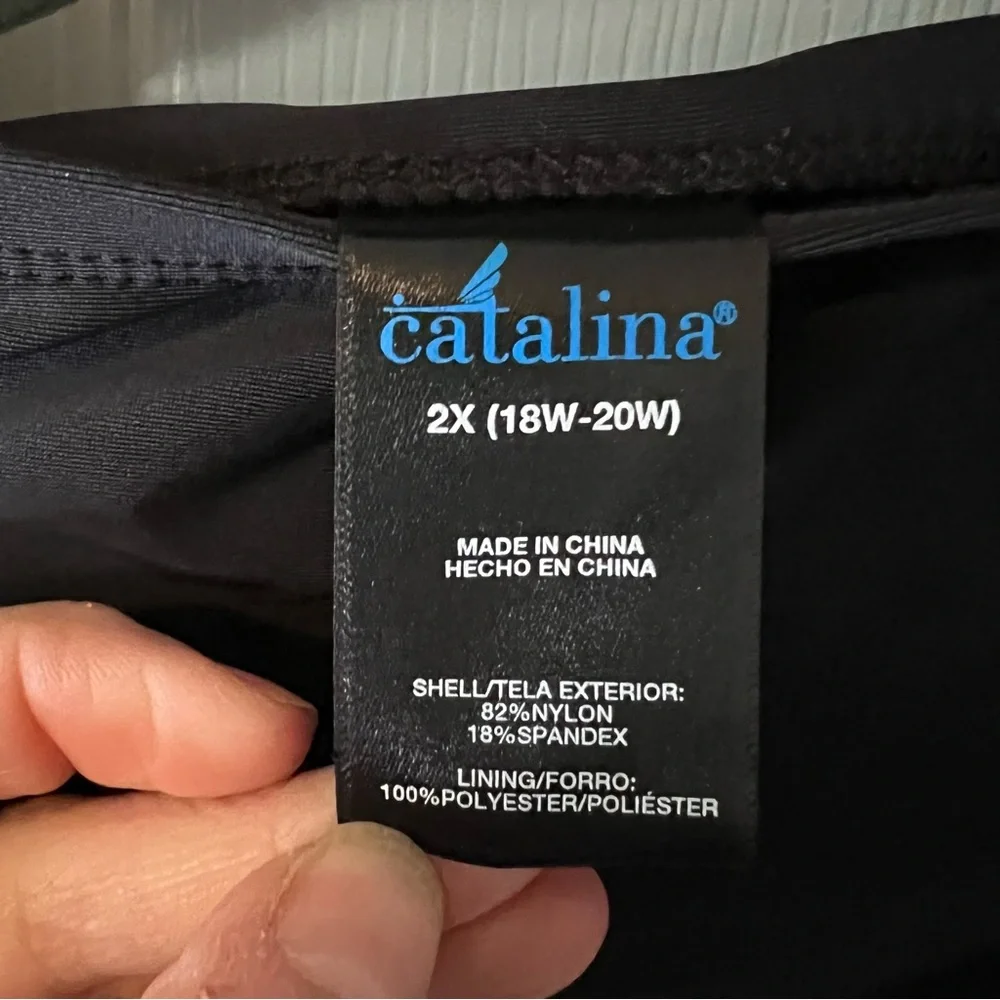 catalina®
2X (18W-20W)
MADE IN CHINA
HECHO EN CHINA
SHELL/TELA EXTERIOR:
82%NYLON
18%SPANDEX
LINING/FORRO:
100%POLYESTER/POLIÉSTER